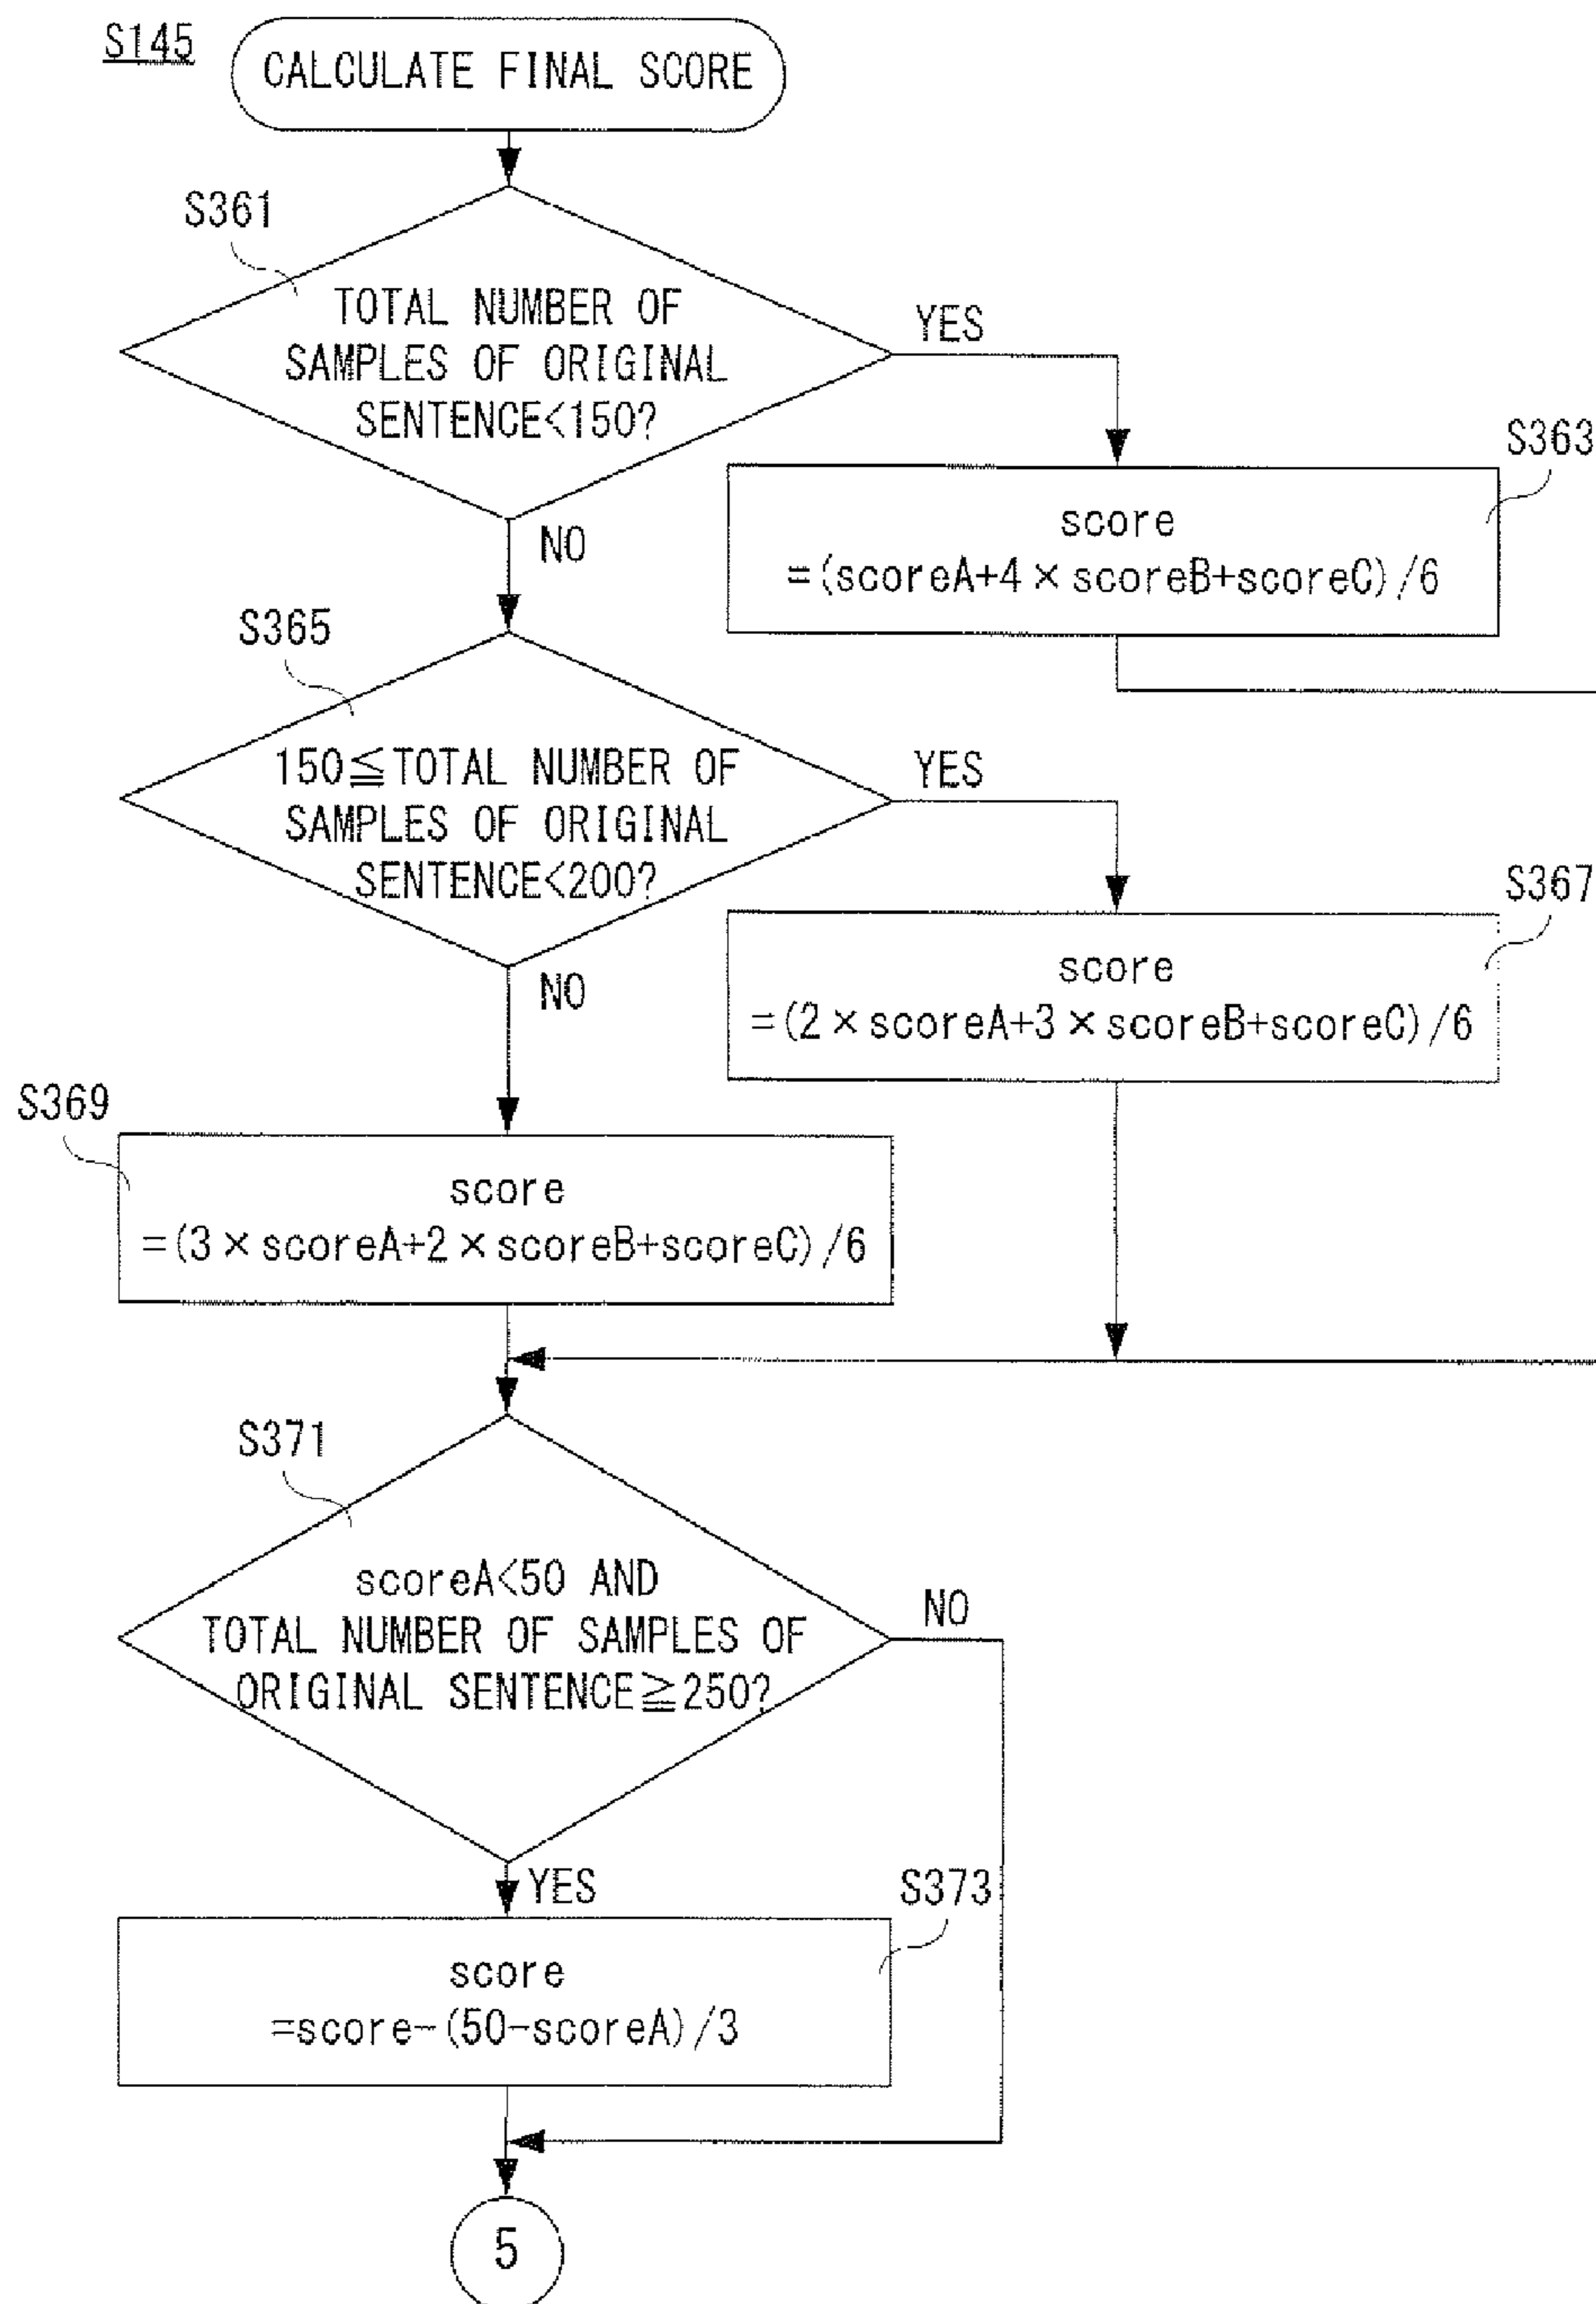 S145
CALCULATE FINAL SCORE
S361
TOTAL NUMBER OF
SAMPLES OF ORIGINAL
SENTENCE<150?
YES
S363
score
=(scoreA+4×scoreB+scoreC)/6
NO
S365
150≦TOTAL NUMBER OF
SAMPLES OF ORIGINAL
SENTENCE<200?
YES
S367
score
=(2×scoreA+3×scoreB+scoreC)/6
NO
S369
score
=(3×scoreA+2×scoreB+scoreC)/6
S371
scoreA<50 AND
TOTAL NUMBER OF SAMPLES OF
ORIGINAL SENTENCE≧250?
NO
YES
S373
score
=score-(50-scoreA)/3
5